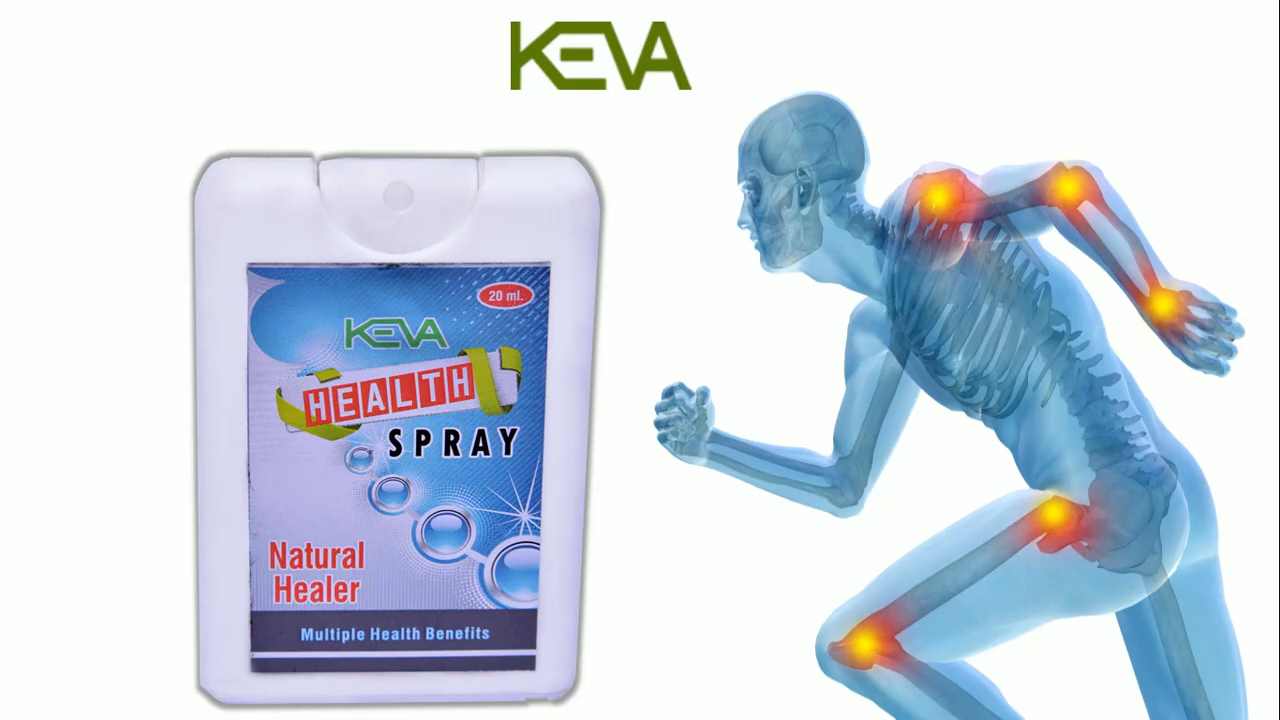 KEVA
20 ml.
KEVA
HEALTH
SPRAY
Natural
Healer
Multiple Health Benefits